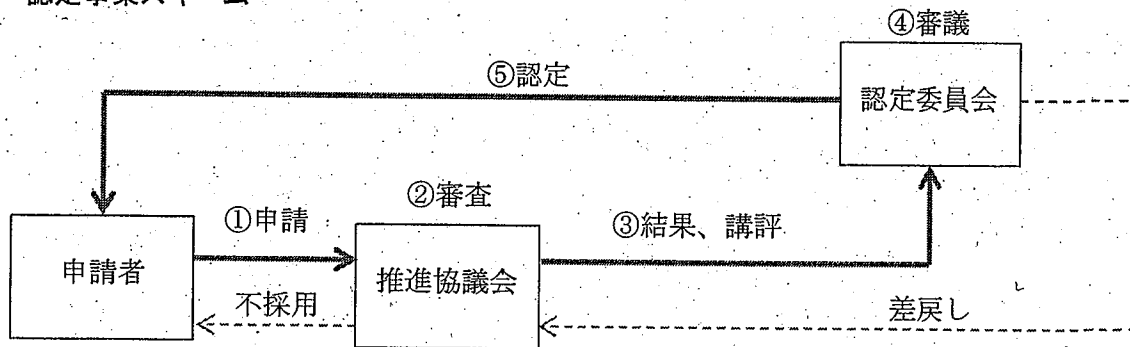 ④審議
⑤認定
認定委員会
②審査
①申請
③結果、講評
申請者
推進協議会
不採用
差戻し